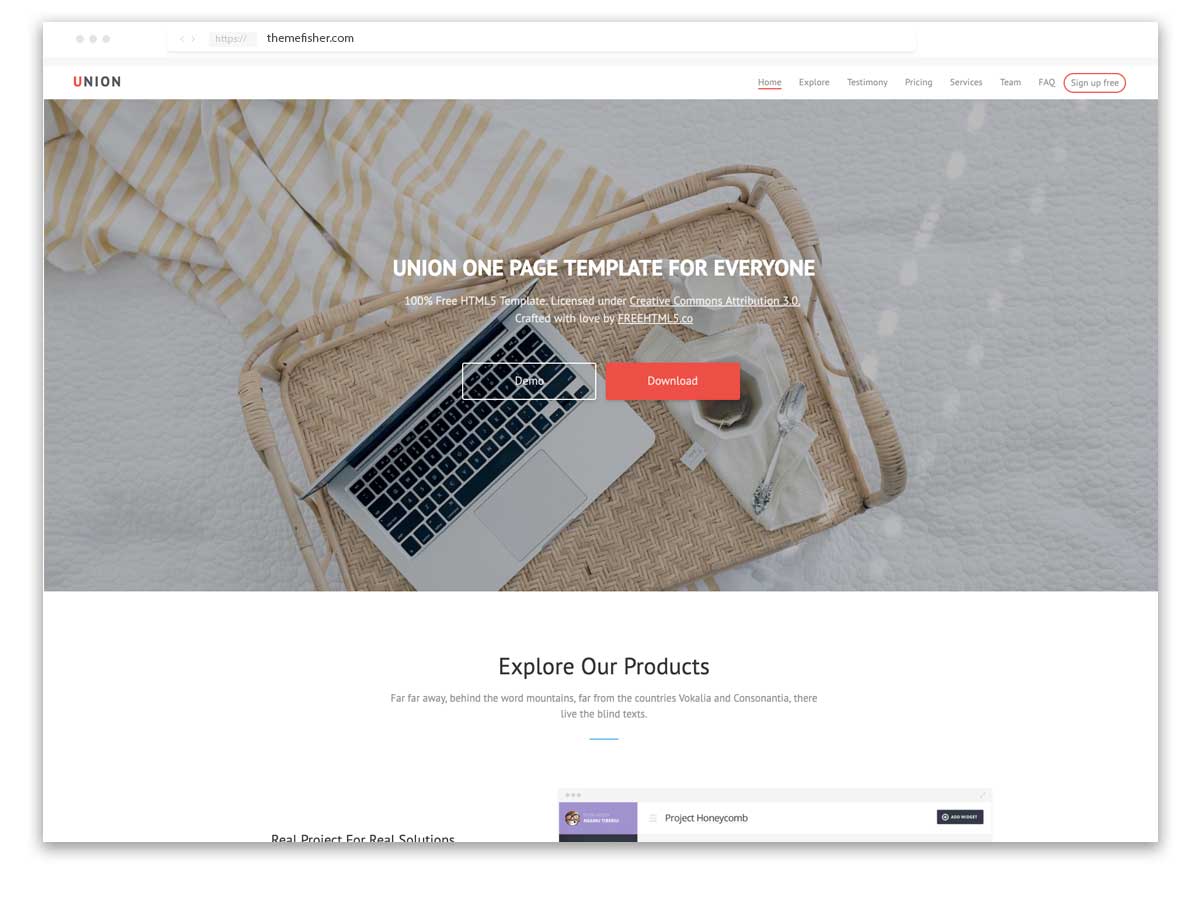 https://
themefisher.com
UNION
Home Explore Testimony Pricing Services Team FAQ Sign up free
UNION ONE PAGE TEMPLATE FOR EVERYONE
100% Free HTML5 Template. Licensed under Creative Commons Attribution 3.0.
Crafted with love by FREEHTML5.co
Demo Download
Explore Our Products
Far far away, behind the word mountains, far from the countries Vokalia and Consonantia, there
live the blind texts.
Project Honeycomb
ADD WIDGET
Real Project For Real Solutions